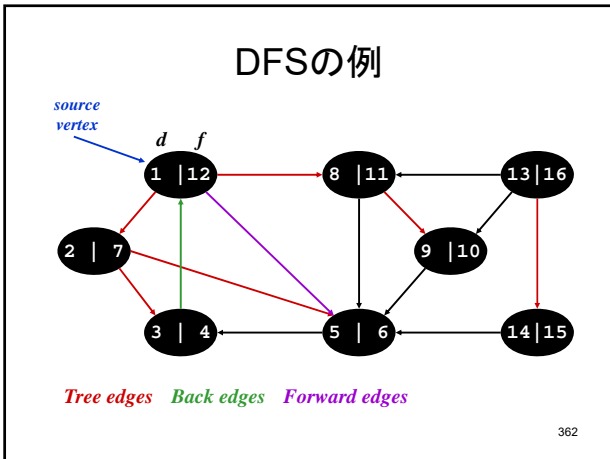 DFSの例
source
vertex
d f
1 |12
8 |11
13|16
2 | 7
9 |10
3 | 4
5 | 6
14|15
Tree edges Back edges Forward edges
362